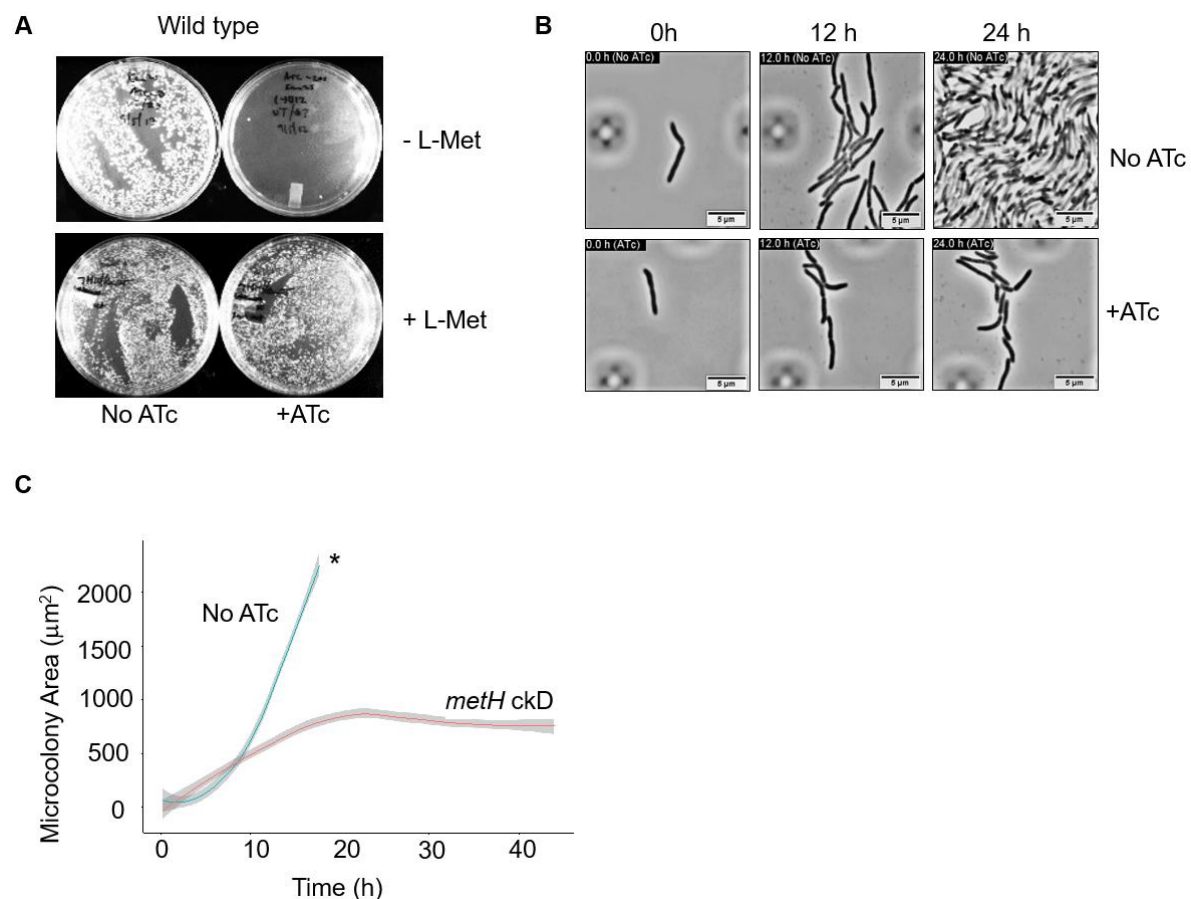 A
Wild type
- L-Met
+ L-Met
No ATc
+ATc
B
0h
12 h
24 h
0.0 h (No ATc)
12.0 h (No ATc)
24.0 h (No ATc)
5 µm
5 µm
5 µm
No ATc
0.0 h (ATc)
12.0 h (ATc)
24.0 h (ATc)
5 µm
5 µm
5 µm
+ATc
C
Microcolony Area (µm²)
2000
1500
1000
500
0
No ATc
*
metH ckD
0
10
20
30
40
Time (h)